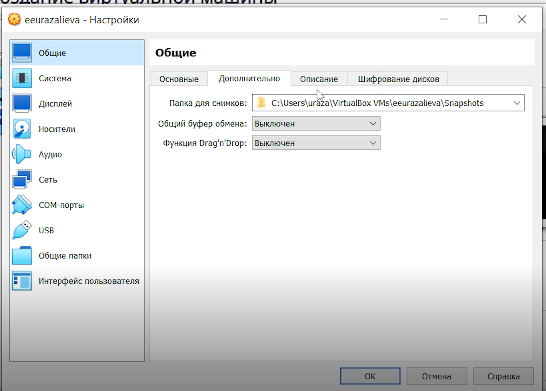 оздание виртуальной машины
eeurazalieva - Настройки
Общие
Система
Дисплей
Носители
Аудио
Сеть
COM-порты
USB
Общие папки
Интерфейс пользователя
Общие
Основные Дополнительно Описание Шифрование дисков
Папка для снимков: C:\Users\uraza\VirtualBox VMs\eeurazalieva\Snapshots
Общий буфер обмена: Выключен
Функция Drag'n'Drop: Выключен
OK Отмена Справка